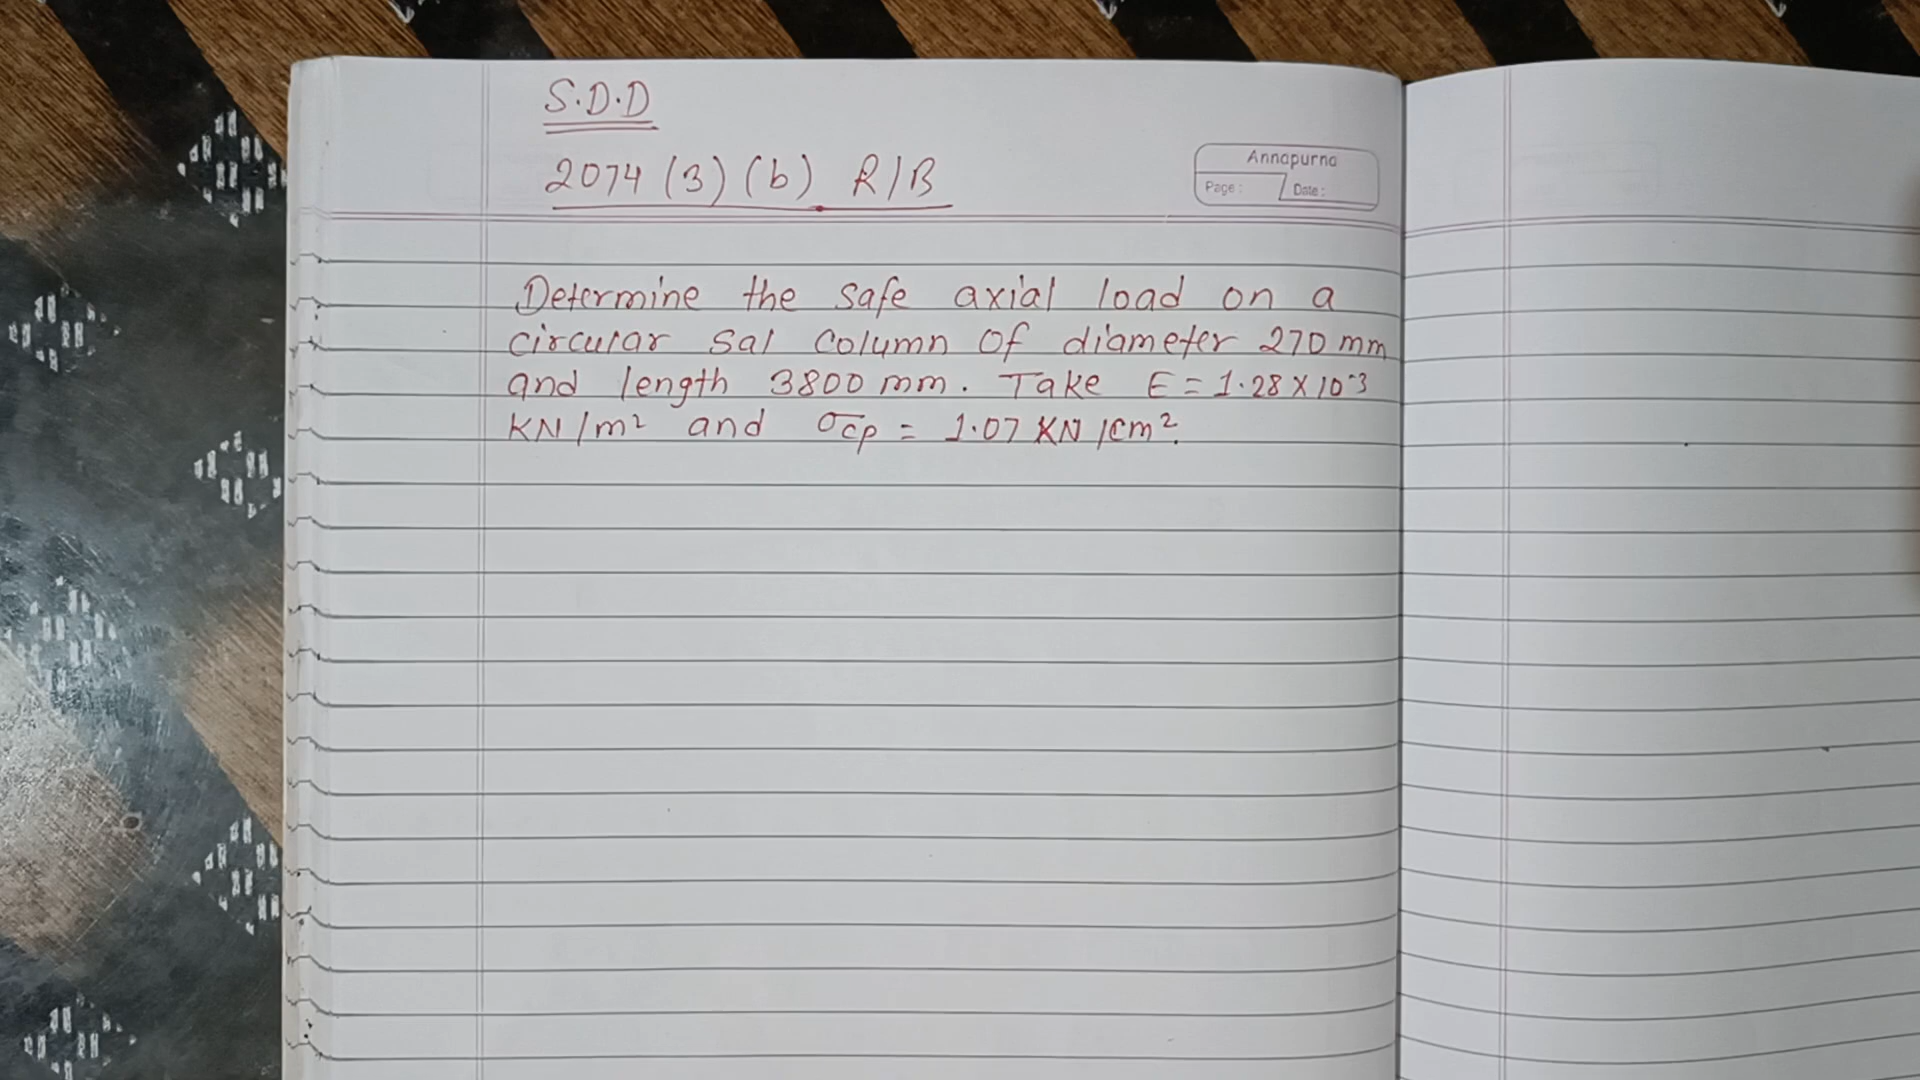 S.D.D
2074 (3) (b) R/B
Annapurna
Page :
Date :
Determine the safe axial load on a
circular sal column of diameter 270 mm
and length 3800 mm. Take E = 1.28 X 10⁻³
KN/m² and σcp = 1.07 KN/cm².